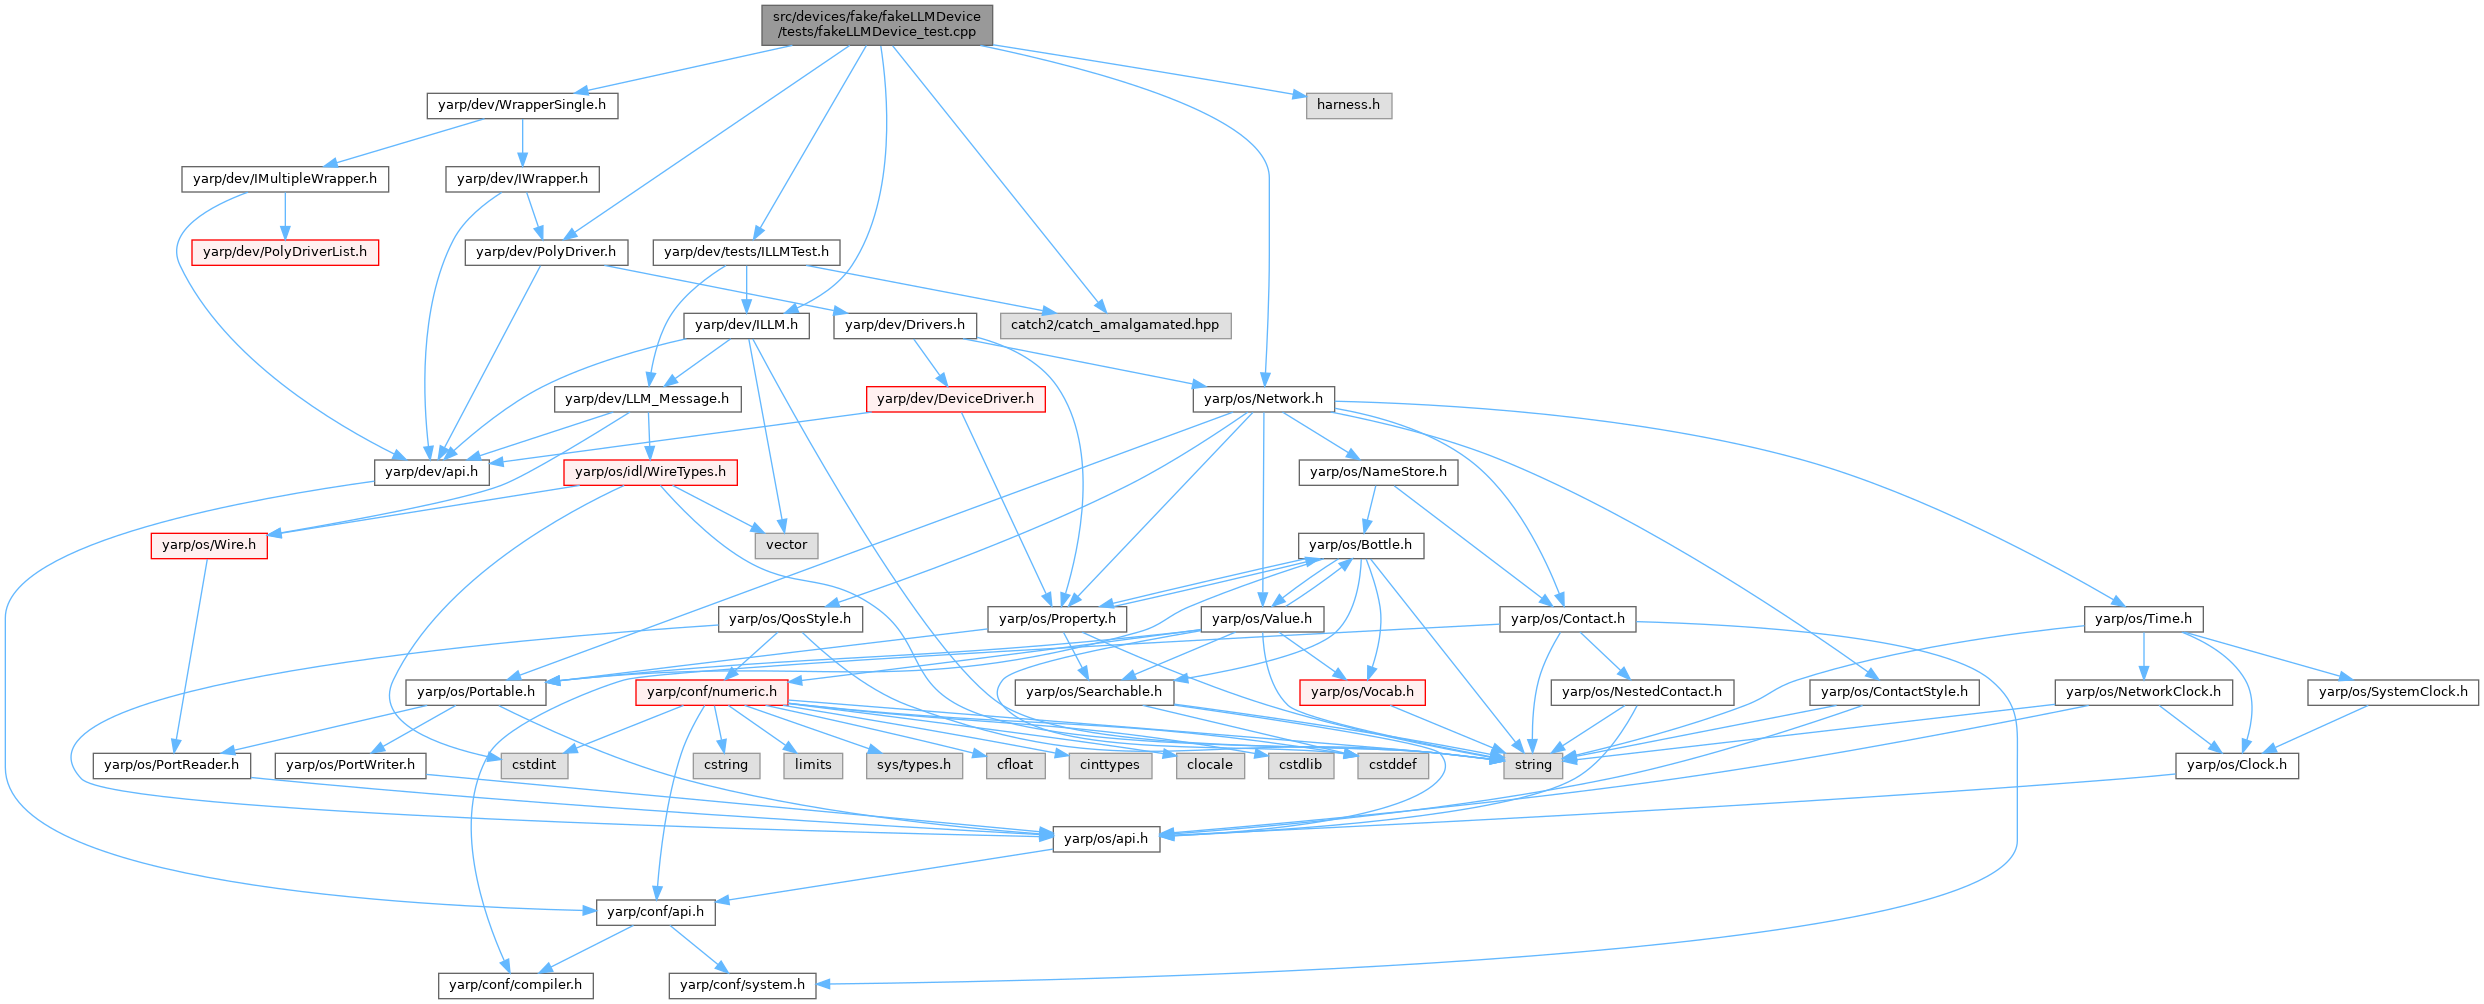 src/devices/fake/fakeLLMDevice
/tests/fakeLLMDevice_test.cpp
yarp/dev/WrapperSingle.h
harness.h
yarp/dev/IMultipleWrapper.h
yarp/dev/IWrapper.h
yarp/dev/PolyDriverList.h
yarp/dev/PolyDriver.h
yarp/dev/tests/ILLMTest.h
yarp/dev/ILLM.h
yarp/dev/Drivers.h
catch2/catch_amalgamated.hpp
yarp/dev/LLM_Message.h
yarp/dev/DeviceDriver.h
yarp/os/Network.h
yarp/dev/api.h
yarp/os/idl/WireTypes.h
yarp/os/NameStore.h
yarp/os/Wire.h
vector
yarp/os/Bottle.h
yarp/os/QosStyle.h
yarp/os/Property.h
yarp/os/Value.h
yarp/os/Contact.h
yarp/os/Time.h
yarp/os/Portable.h
yarp/conf/numeric.h
yarp/os/Searchable.h
yarp/os/Vocab.h
yarp/os/NestedContact.h
yarp/os/ContactStyle.h
yarp/os/NetworkClock.h
yarp/os/SystemClock.h
yarp/os/PortReader.h
yarp/os/PortWriter.h
cstdint
cstring
limits
sys/types.h
cfloat
cinttypes
clocale
cstdlib
cstddef
string
yarp/os/Clock.h
yarp/os/api.h
yarp/conf/api.h
yarp/conf/compiler.h
yarp/conf/system.h